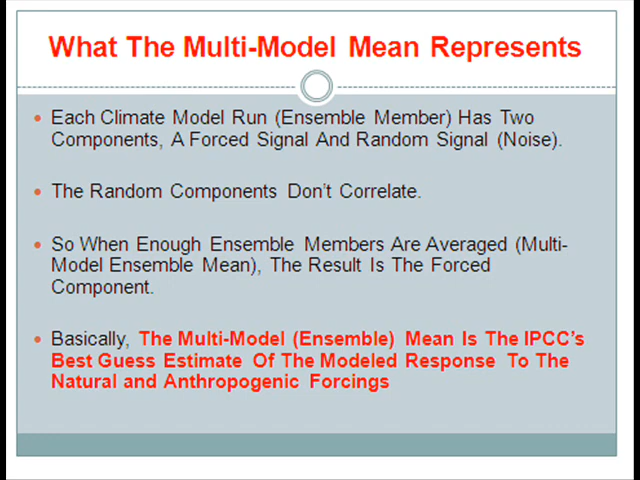 What The Multi-Model Mean Represents
Each Climate Model Run (Ensemble Member) Has Two
Components, A Forced Signal And Random Signal (Noise).
The Random Components Don't Correlate.
So When Enough Ensemble Members Are Averaged (Multi-
Model Ensemble Mean), The Result Is The Forced
Component.
Basically, The Multi-Model (Ensemble) Mean Is The IPCC's
Best Guess Estimate Of The Modeled Response To The
Natural and Anthropogenic Forcings